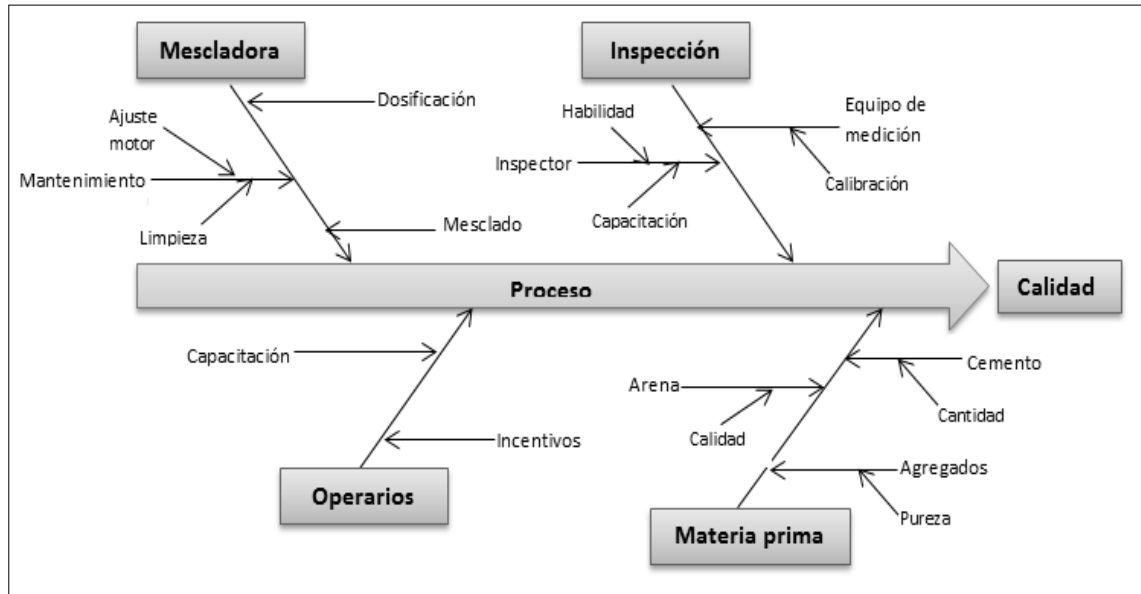 Mescladora
Inspección
Dosificación
Ajuste
motor
Mantenimiento
Limpieza
Mesclado
Habilidad
Inspector
Capacitación
Equipo de
medición
Calibración
Proceso
Calidad
Capacitación
Incentivos
Operarios
Arena
Calidad
Cemento
Cantidad
Agregados
Pureza
Materia prima